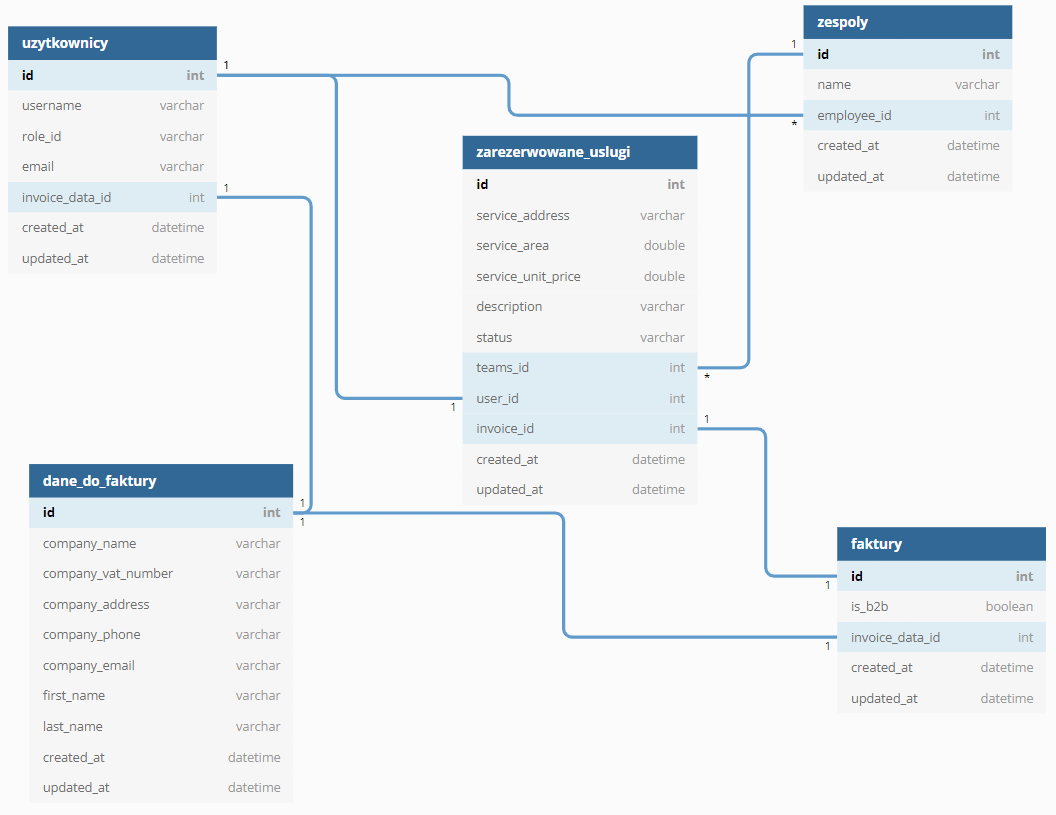 uzytkownicy
id int
username varchar
role_id varchar
email varchar
invoice_data_id int
created_at datetime
updated_at datetime
1
1
zespoly
1
id int
name varchar
employee_id int
*
created_at datetime
updated_at datetime
zarezerwowane_uslugi
id int
service_address varchar
service_area double
service_unit_price double
description varchar
status varchar
teams_id int
*
user_id int
1
invoice_id int
1
created_at datetime
updated_at datetime
dane_do_faktury
id int
1
1
company_name varchar
company_vat_number varchar
company_address varchar
company_phone varchar
company_email varchar
first_name varchar
last_name varchar
created_at datetime
updated_at datetime
faktury
id int
1
is_b2b boolean
invoice_data_id int
1
created_at datetime
updated_at datetime